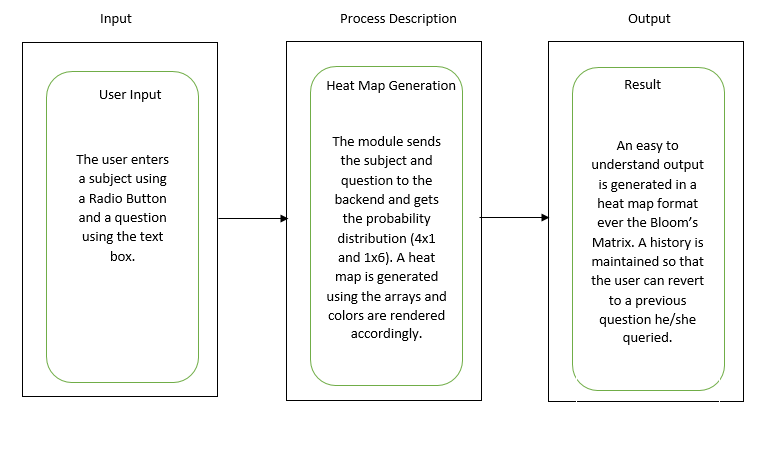 Input
Process Description
Output
User Input
The user enters
a subject using
a Radio Button
and a question
using the text
box.
Heat Map Generation
The module sends
the subject and
question to the
backend and gets
the probability
distribution (4x1
and 1x6). A heat
map is generated
using the arrays and
colors are rendered
accordingly.
Result
An easy to
understand output
is generated in a
heat map format
ever the Bloom's
Matrix. A history is
maintained so that
the user can revert
to a previous
question he/she
queried.